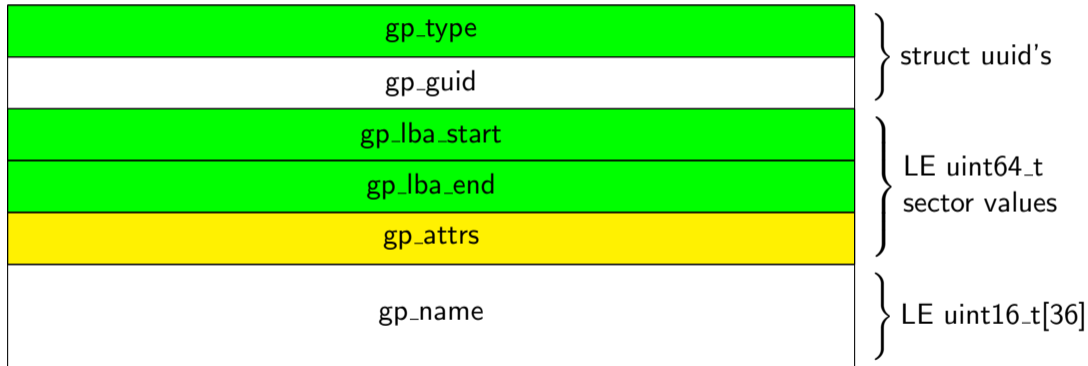 gp_type
gp_guid
struct uuid's
gp_lba_start
gp_lba_end
gp_attrs
LE uint64_t
sector values
gp_name
LE uint16_t[36]